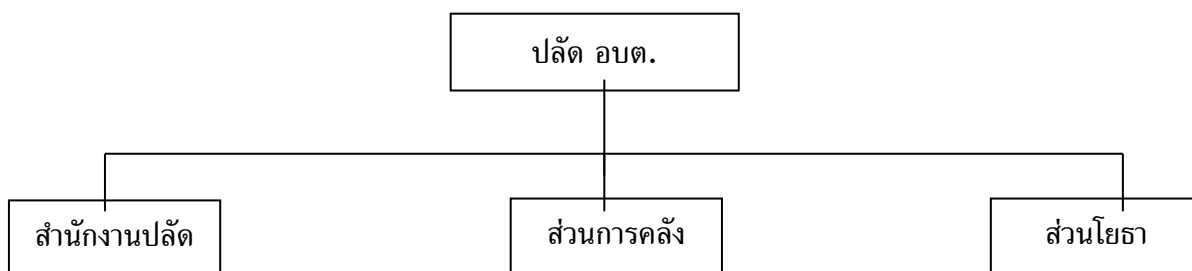 ปลัด อบต.
สำนักงานปลัด
ส่วนการคลัง
ส่วนโยธา